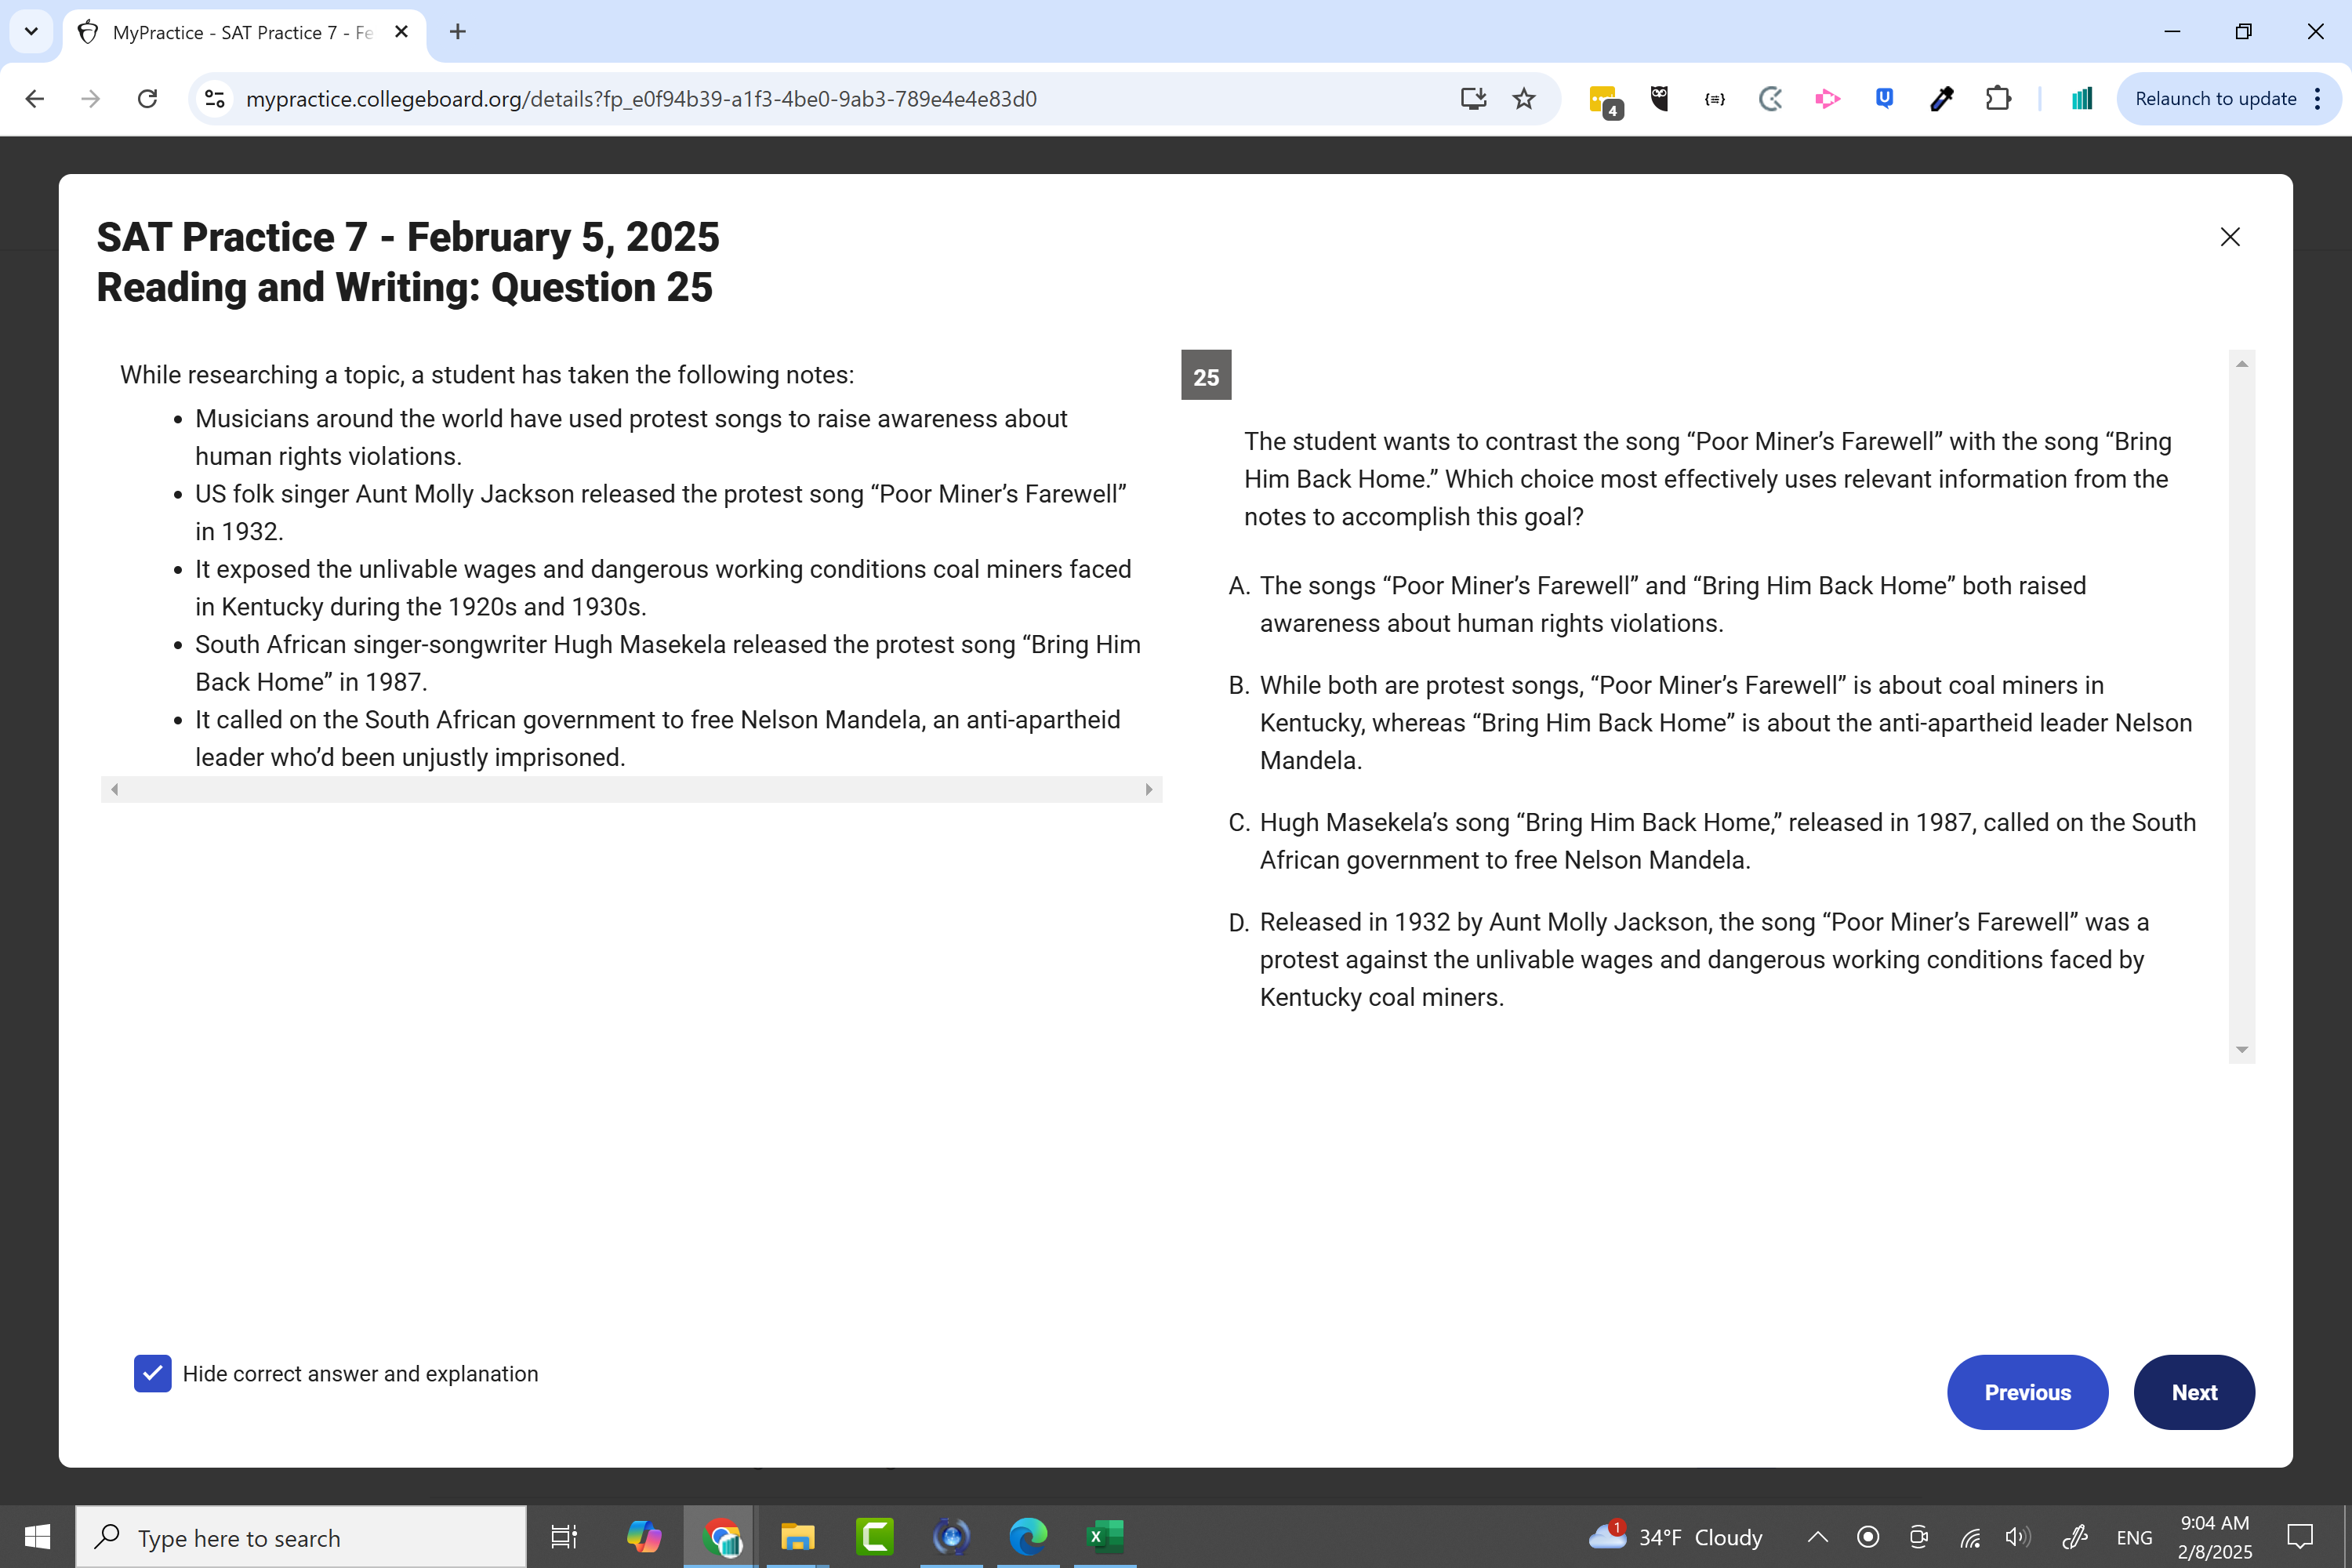 MyPractice - SAT Practice 7 - Fe
mypractice.collegeboard.org/details?fp_e0f94b39-a1f3-4be0-9ab3-789e4e4e83d0
4
Relaunch to update
SAT Practice 7 - February 5, 2025
Reading and Writing: Question 25
While researching a topic, a student has taken the following notes:
• Musicians around the world have used protest songs to raise awareness about
human rights violations.
• US folk singer Aunt Molly Jackson released the protest song “Poor Miner’s Farewell”
in 1932.
• It exposed the unlivable wages and dangerous working conditions coal miners faced
in Kentucky during the 1920s and 1930s.
• South African singer-songwriter Hugh Masekela released the protest song “Bring Him
Back Home” in 1987.
• It called on the South African government to free Nelson Mandela, an anti-apartheid
leader who’d been unjustly imprisoned.
25
The student wants to contrast the song “Poor Miner’s Farewell” with the song “Bring
Him Back Home.” Which choice most effectively uses relevant information from the
notes to accomplish this goal?
A. The songs “Poor Miner’s Farewell” and “Bring Him Back Home” both raised
awareness about human rights violations.
B. While both are protest songs, “Poor Miner’s Farewell” is about coal miners in
Kentucky, whereas “Bring Him Back Home” is about the anti-apartheid leader Nelson
Mandela.
C. Hugh Masekela’s song “Bring Him Back Home,” released in 1987, called on the South
African government to free Nelson Mandela.
D. Released in 1932 by Aunt Molly Jackson, the song “Poor Miner’s Farewell” was a
protest against the unlivable wages and dangerous working conditions faced by
Kentucky coal miners.
Hide correct answer and explanation
Previous
Next
Type here to search
1
34°F Cloudy
ENG
9:04 AM
2/8/2025